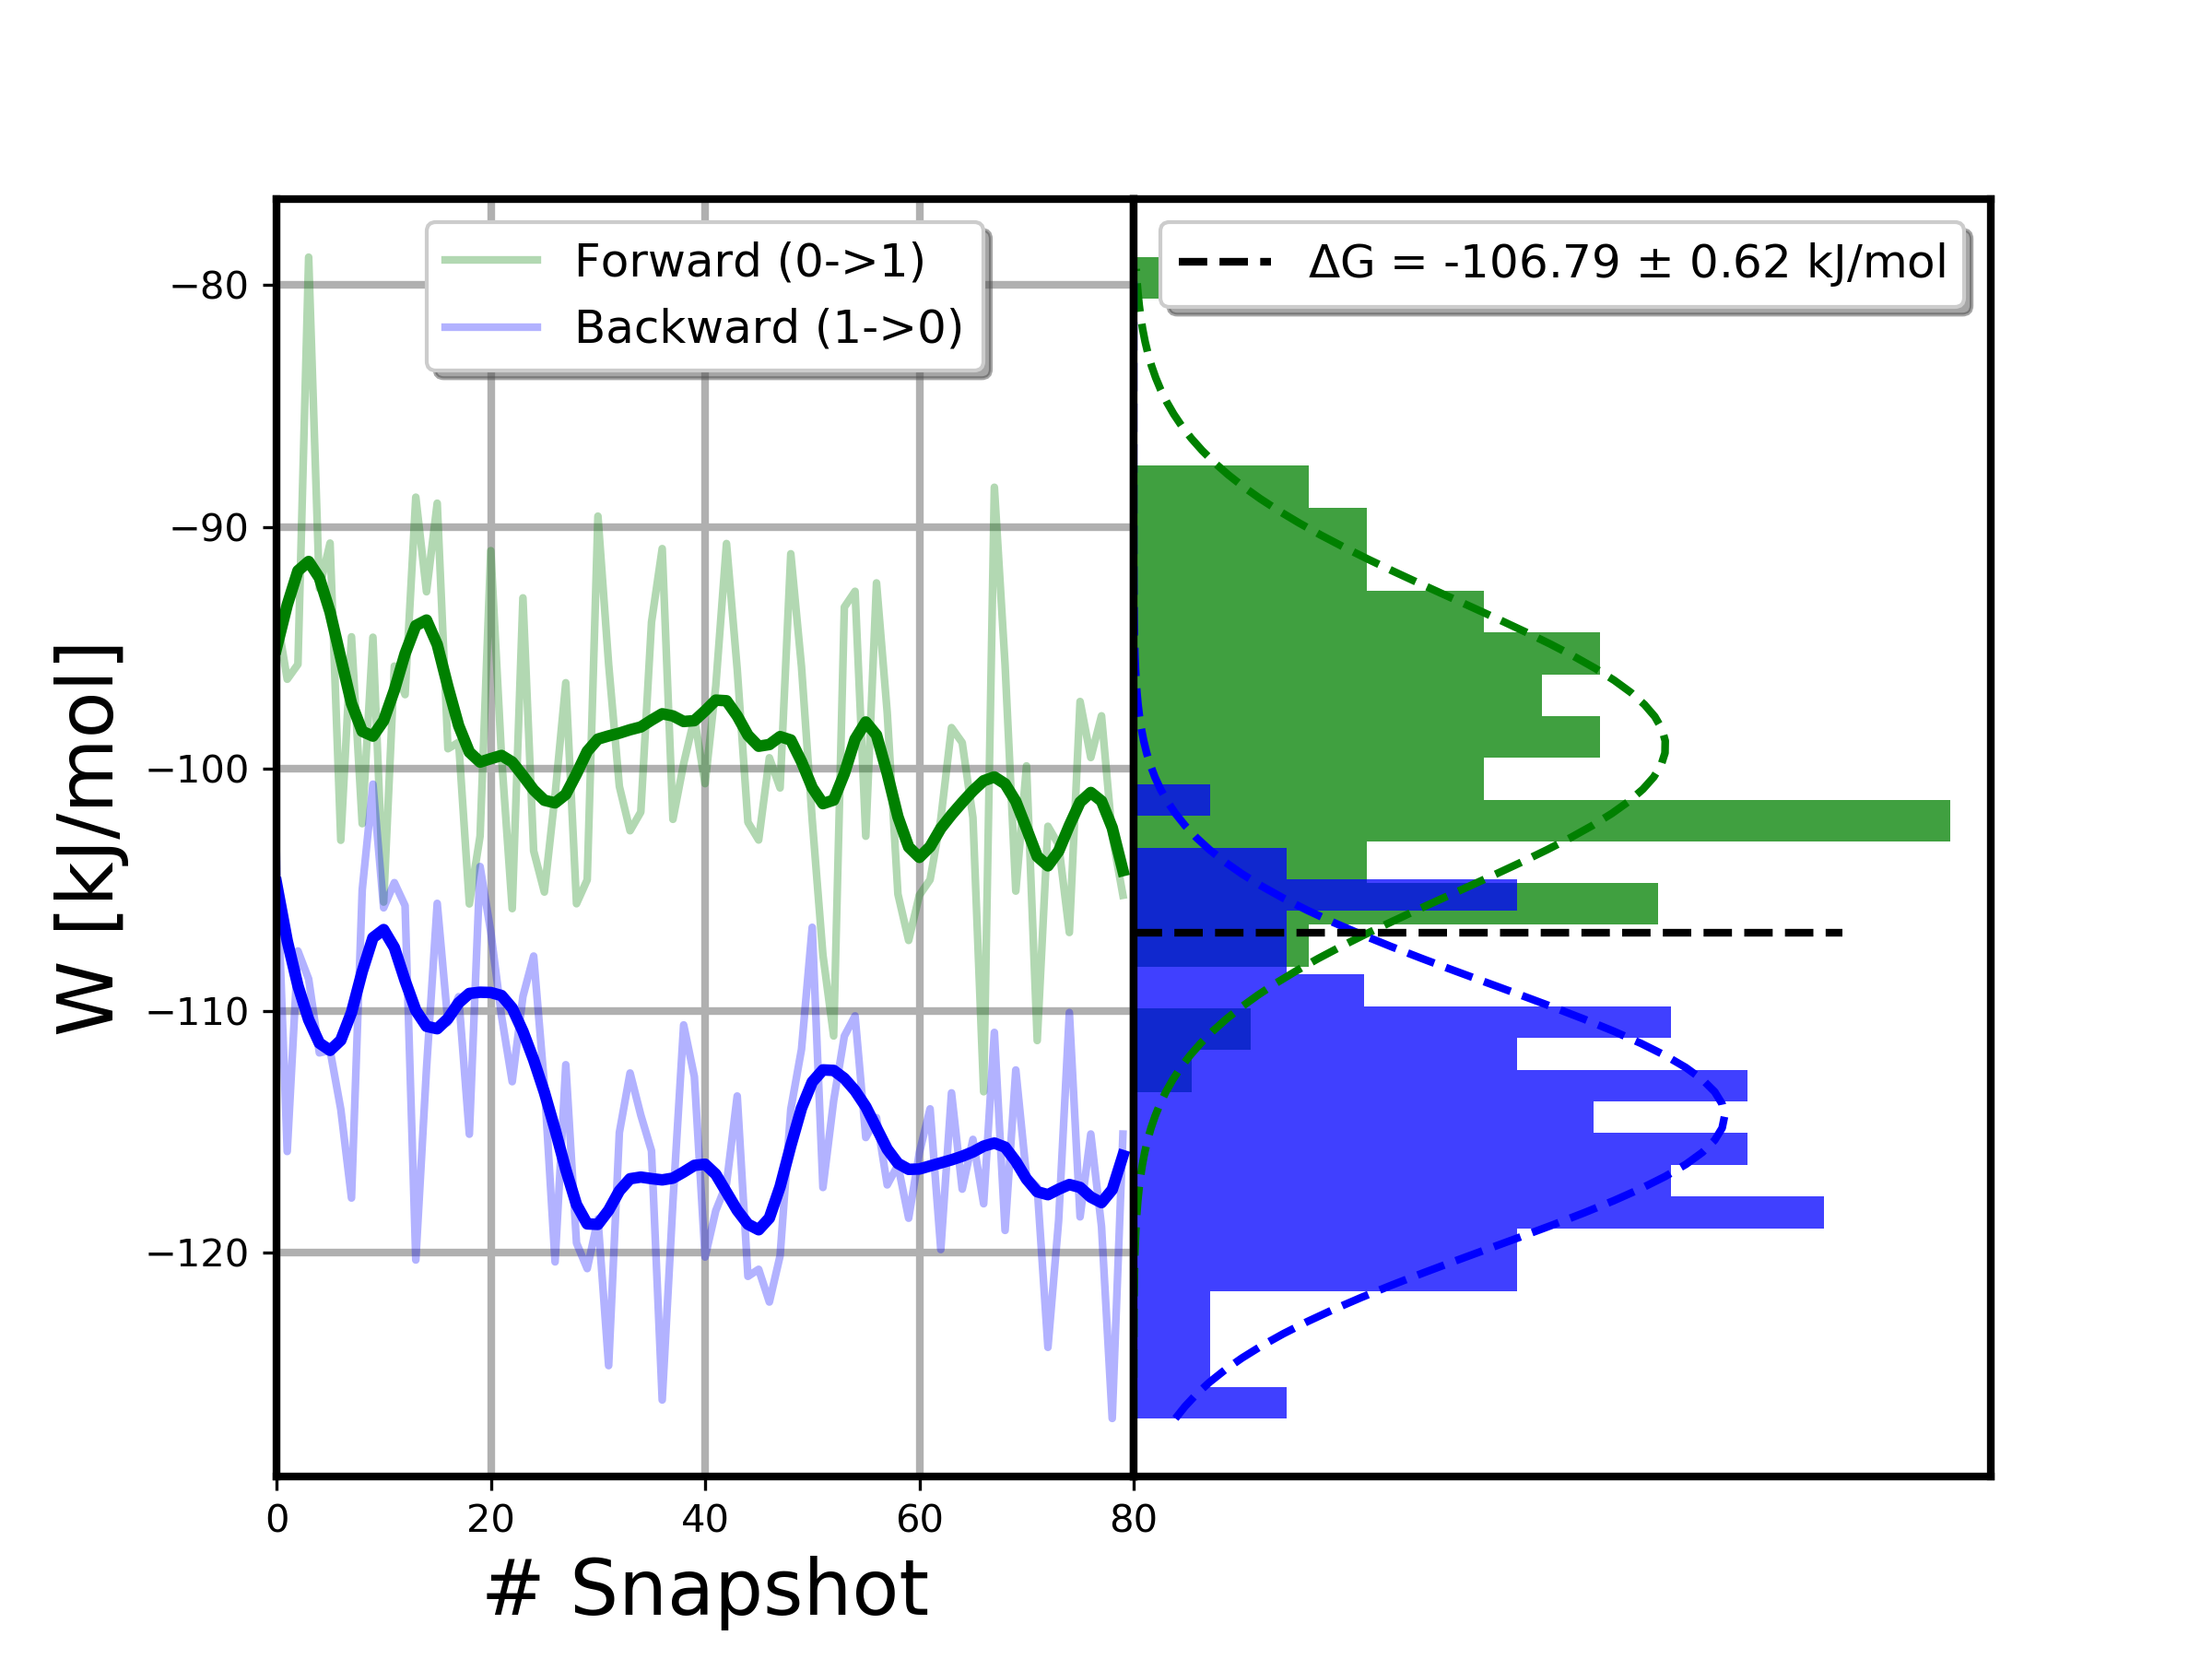 Forward (0->1)
Backward (1->0)
ΔG = -106.79 ± 0.62 kJ/mol
−80
−90
−100
−110
−120
W [kJ/mol]
0 20 40 60 80
# Snapshot